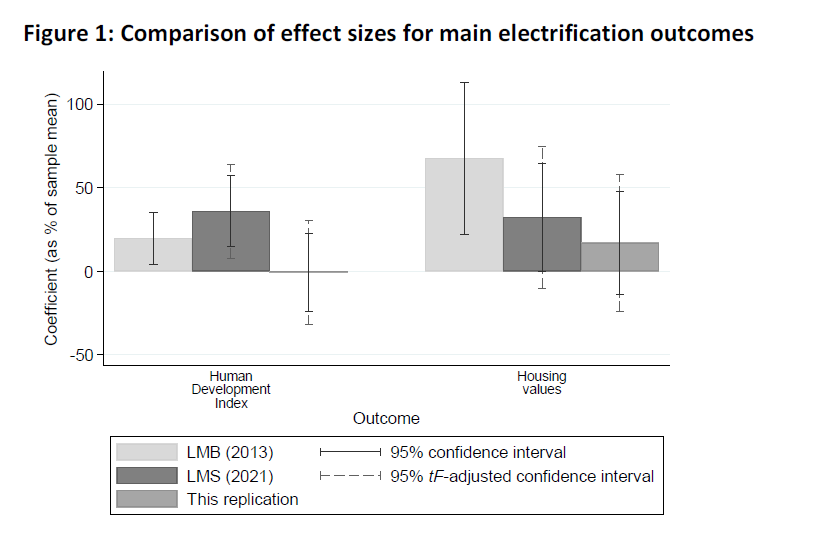 Figure 1: Comparison of effect sizes for main electrification outcomes
Coefficient (as % of sample mean)
100
50
0
-50
Human
Development
Index
Housing
values
Outcome
LMB (2013)
95% confidence interval
LMS (2021)
95% tF-adjusted confidence interval
This replication